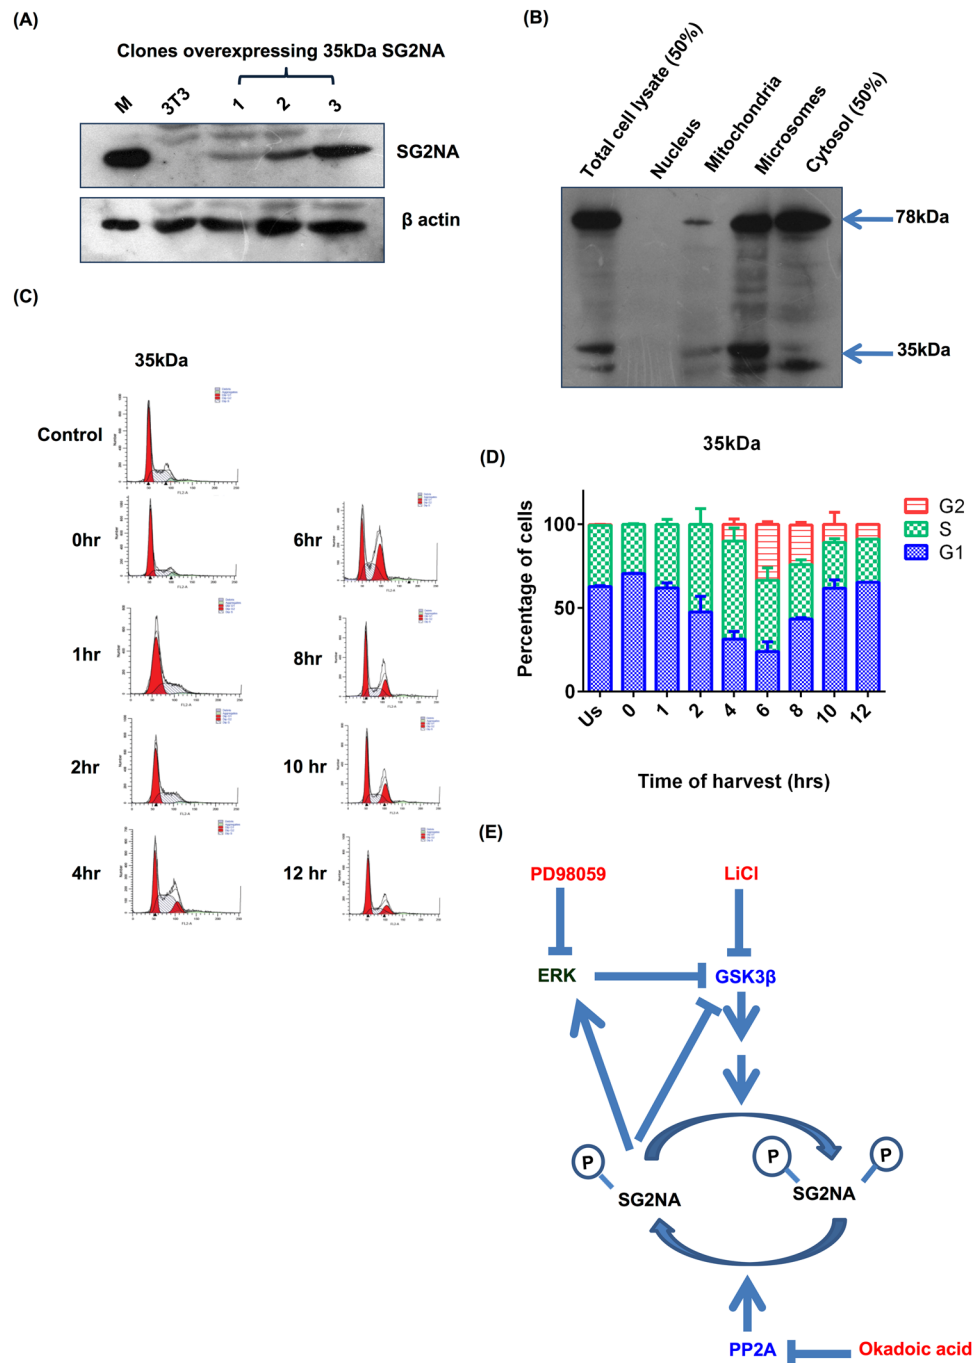 (A)
Clones overexpressing 35kDa SG2NA
M 3T3 1 2 3
SG2NA
β actin
(B)
Total cell lysate (50%)
Nucleus
Mitochondria
Microsomes
Cytosol (50%)
78kDa
35kDa
(C)
35kDa
Control
0hr
1hr
2hr
4hr
6hr
8hr
10 hr
12 hr
(D)
35kDa
G2
S
G1
Percentage of cells
100
50
0
Us 0 1 2 4 6 8 10 12
Time of harvest (hrs)
(E)
PD98059
LiCl
ERK
GSK3β
P
P
P
SG2NA
SG2NA
PP2A
Okadoic acid